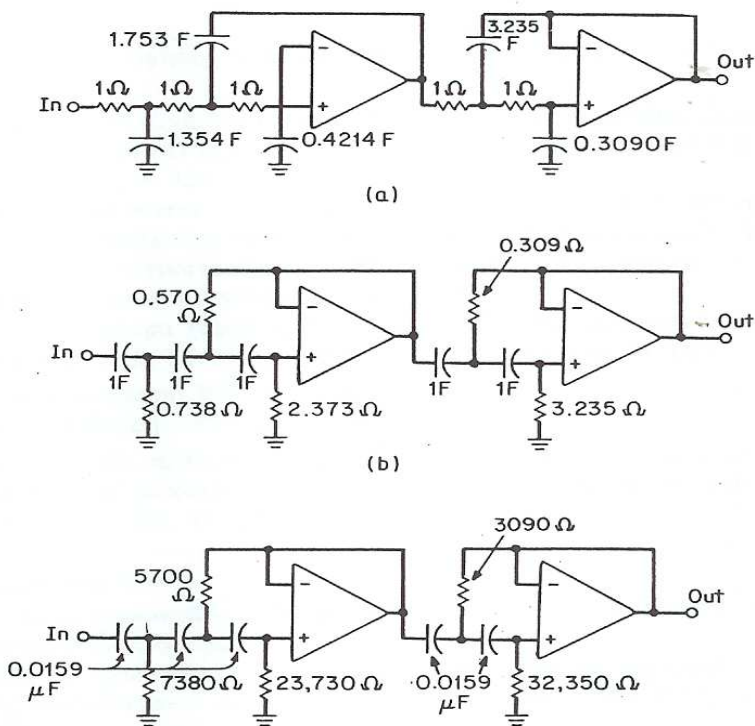 1.753 F
3.235
F
Out
In
1Ω
1Ω
1Ω
1Ω
1Ω
1.354 F
0.4214 F
0.3090 F
(a)
0.309 Ω
0.570
Ω
Out
In
1F
1F
1F
1F
1F
0.738 Ω
2.373 Ω
3.235 Ω
(b)
3090 Ω
5700
Ω
Out
In
0.0159
μF
7380 Ω
23,730 Ω
0.0159
μF
32,350 Ω